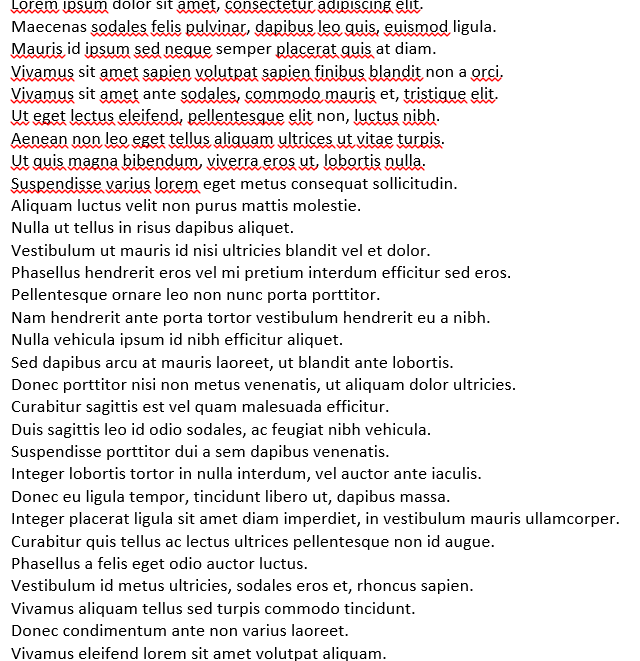 Lorem ipsum dolor sit amet, consectetur adipiscing elit.
Maecenas sodales felis pulvinar, dapibus leo quis, euismod ligula.
Mauris id ipsum sed neque semper placerat quis at diam.
Vivamus sit amet sapien volutpat sapien finibus blandit non a orci.
Vivamus sit amet ante sodales, commodo mauris et, tristique elit.
Ut eget lectus eleifend, pellentesque elit non, luctus nibh.
Aenean non leo eget tellus aliquam ultrices ut vitae turpis.
Ut quis magna bibendum, viverra eros ut, lobortis nulla.
Suspendisse varius lorem eget metus consequat sollicitudin.
Aliquam luctus velit non purus mattis molestie.
Nulla ut tellus in risus dapibus aliquet.
Vestibulum ut mauris id nisi ultricies blandit vel et dolor.
Phasellus hendrerit eros vel mi pretium interdum efficitur sed eros.
Pellentesque ornare leo non nunc porta porttitor.
Nam hendrerit ante porta tortor vestibulum hendrerit eu a nibh.
Nulla vehicula ipsum id nibh efficitur aliquet.
Sed dapibus arcu at mauris laoreet, ut blandit ante lobortis.
Donec porttitor nisi non metus venenatis, ut aliquam dolor ultricies.
Curabitur sagittis est vel quam malesuada efficitur.
Duis sagittis leo id odio sodales, ac feugiat nibh vehicula.
Suspendisse porttitor dui a sem dapibus venenatis.
Integer lobortis tortor in nulla interdum, vel auctor ante iaculis.
Donec eu ligula tempor, tincidunt libero ut, dapibus massa.
Integer placerat ligula sit amet diam imperdiet, in vestibulum mauris ullamcorper.
Curabitur quis tellus ac lectus ultrices pellentesque non id augue.
Phasellus a felis eget odio auctor luctus.
Vestibulum id metus ultricies, sodales eros et, rhoncus sapien.
Vivamus aliquam tellus sed turpis commodo tincidunt.
Donec condimentum ante non varius laoreet.
Vivamus eleifend lorem sit amet volutpat aliquam.